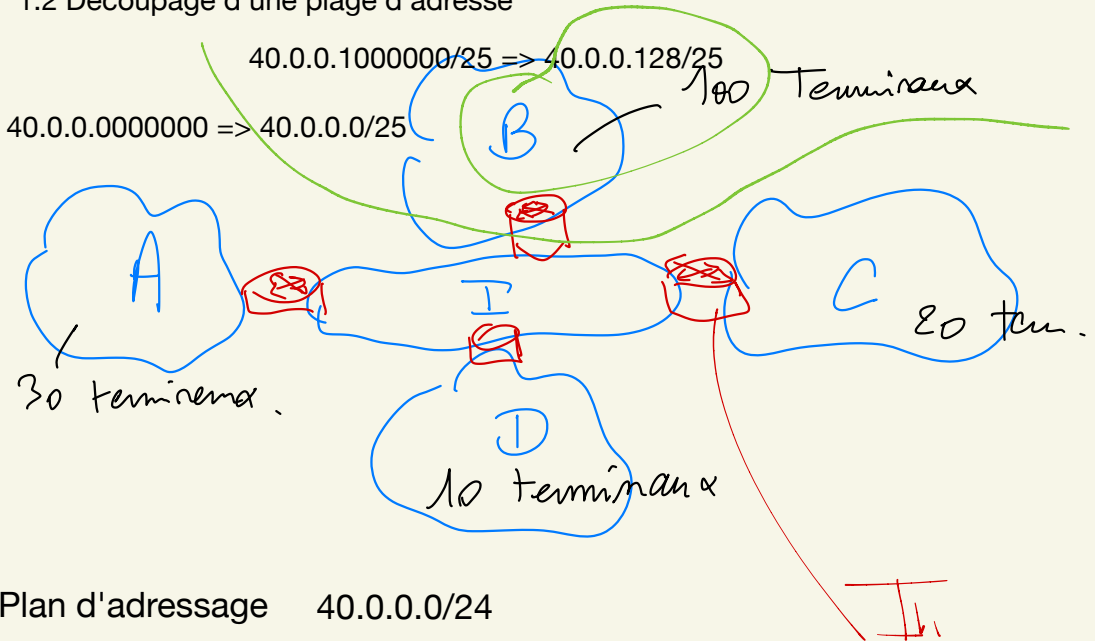 1.2 Découpage d'une plage d'adresse
40.0.0.1000000/25 => 40.0.0.128/25
100 Terminaux
40.0.0.0000000 => 40.0.0.0/25
B
A
I
C
20 term.
30 terminaux.
D
10 terminaux
Plan d'adressage 40.0.0.0/24